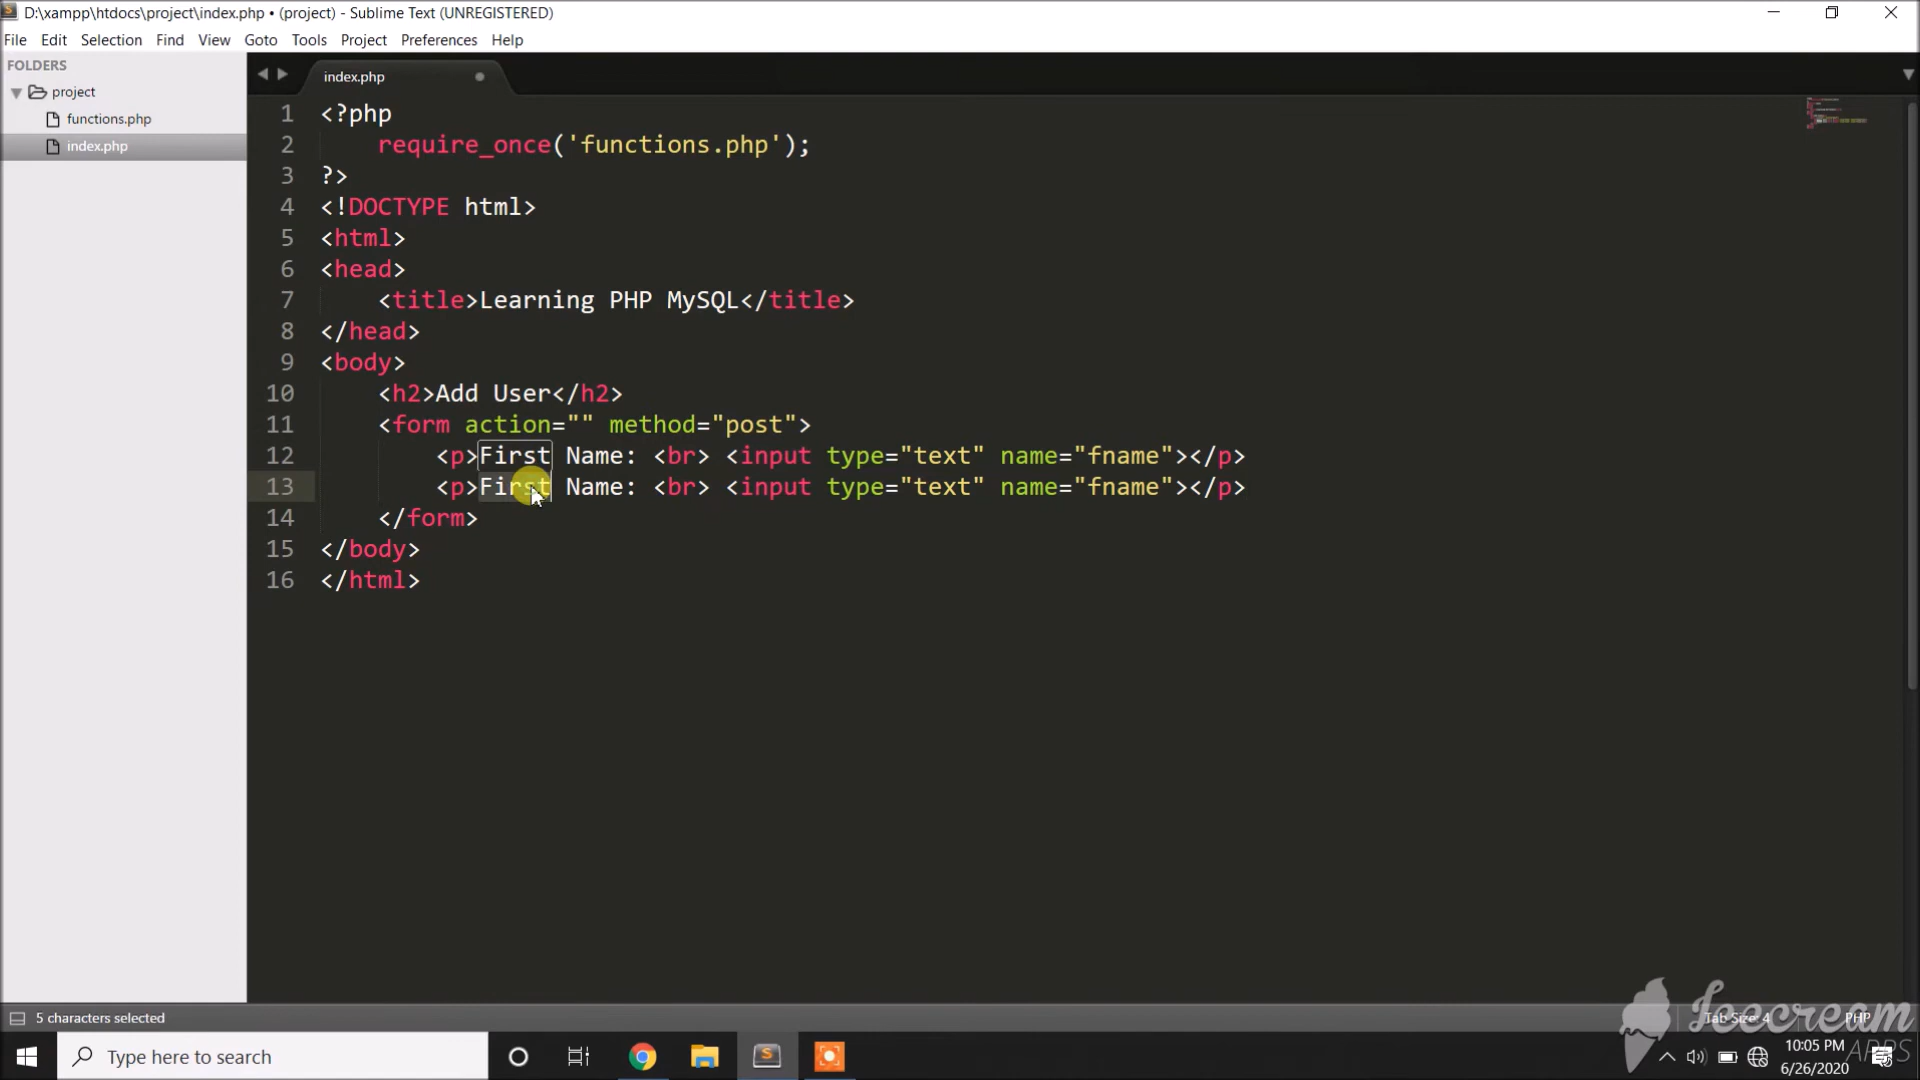 D:\xampp\htdocs\project\index.php • (project) - Sublime Text (UNREGISTERED)
File Edit Selection Find View Goto Tools Project Preferences Help
FOLDERS
project
functions.php
index.php
index.php
1 <?php
2 require_once('functions.php');
3 ?>
4 <!DOCTYPE html>
5 <html>
6 <head>
7 <title>Learning PHP MySQL</title>
8 </head>
9 <body>
10 <h2>Add User</h2>
11 <form action="" method="post">
12 <p>First Name: <br> <input type="text" name="fname"></p>
13 <p>First Name: <br> <input type="text" name="fname"></p>
14 </form>
15 </body>
16 </html>
5 characters selected
Tab Size: 4
PHP
Icecream
APPS
Type here to search
10:05 PM
6/26/2020